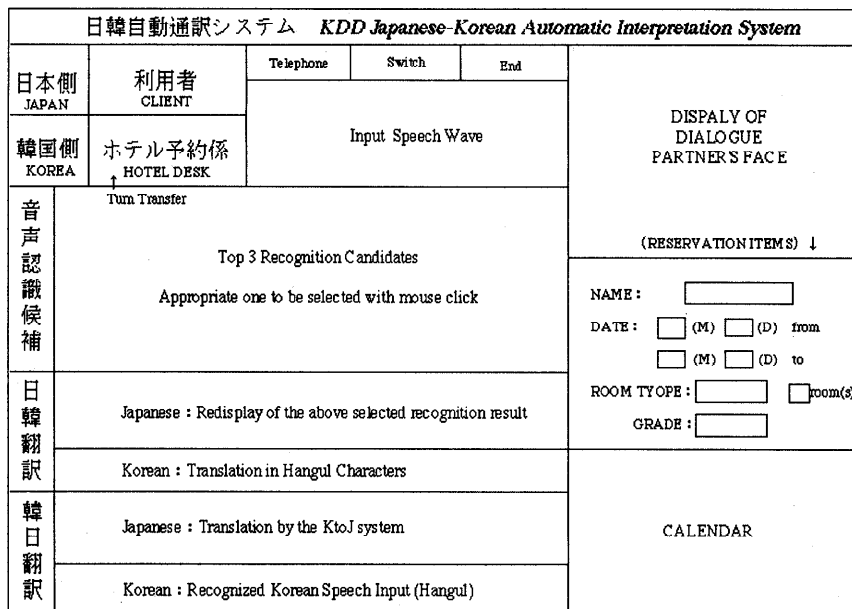 日韓自動通訳システム KDD Japanese-Korean Automatic Interpretation System
日本側
JAPAN
利用者
CLIENT
Telephone
Switch
End
韓国側
KOREA
ホテル予約係
HOTEL DESK
↑
Turn Transfer
Input Speech Wave
DISPALY OF
DIALOGUE
PARTNER'S FACE
(RESERVATION ITEMS) ↓
音声認識候補
Top 3 Recognition Candidates
Appropriate one to be selected with mouse click
NAME :
DATE : (M) (D) from
(M) (D) to
ROOM TYOPE : room(s)
GRADE :
日韓翻訳
Japanese : Redisplay of the above selected recognition result
Korean : Translation in Hangul Characters
韓日翻訳
Japanese : Translation by the KtoJ system
Korean : Recognized Korean Speech Input (Hangul)
CALENDAR